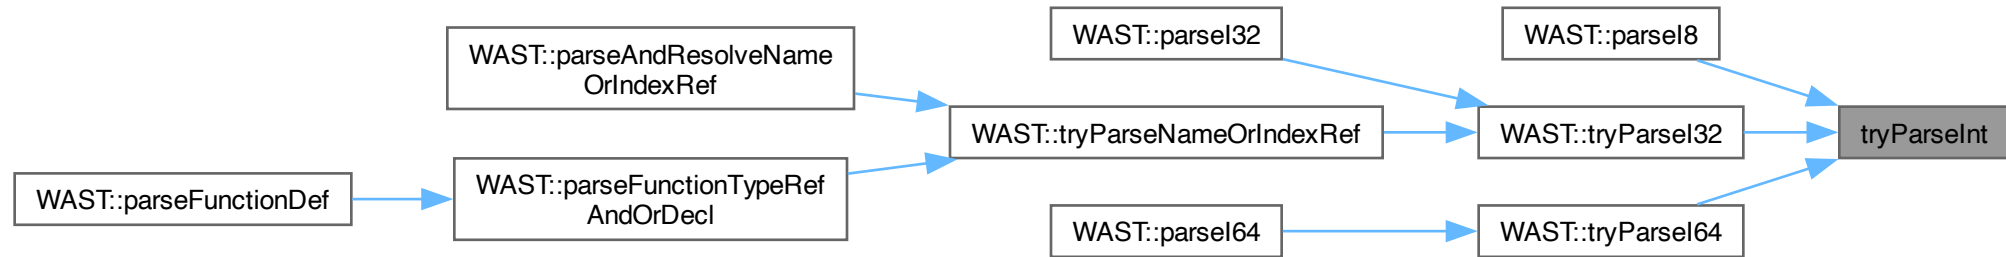 WAST::parseI32
WAST::parseI8
WAST::parseAndResolveName
OrIndexRef
WAST::tryParseNameOrIndexRef
WAST::tryParseI32
tryParseInt
WAST::parseFunctionDef
WAST::parseFunctionTypeRef
AndOrDecl
WAST::parseI64
WAST::tryParseI64